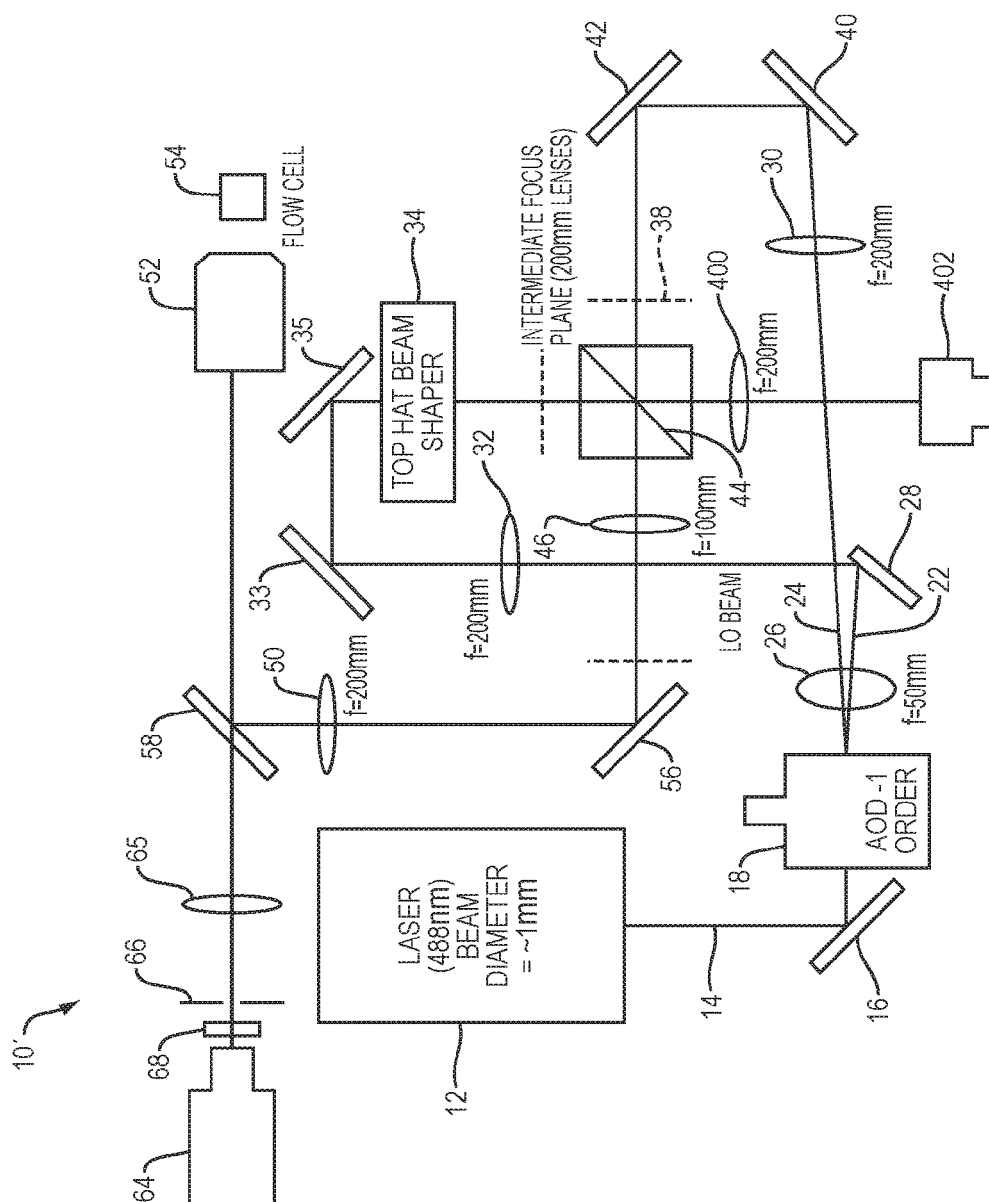 10´
64
68
66
65
58
52
54
FLOW CELL
50
f=200mm
33
35
34
TOP HAT BEAM
SHAPER
32
f=200mm
INTERMEDIATE FOCUS
PLANE (200mm LENSES)
42
40
38
30
f=200mm
400
f=200mm
402
44
46
f=100mm
LO BEAM
28
22
24
26
f=50mm
56
LASER
(488nm)
BEAM
DIAMETER
= ~1mm
12
14
16
18
AOD -1
ORDER